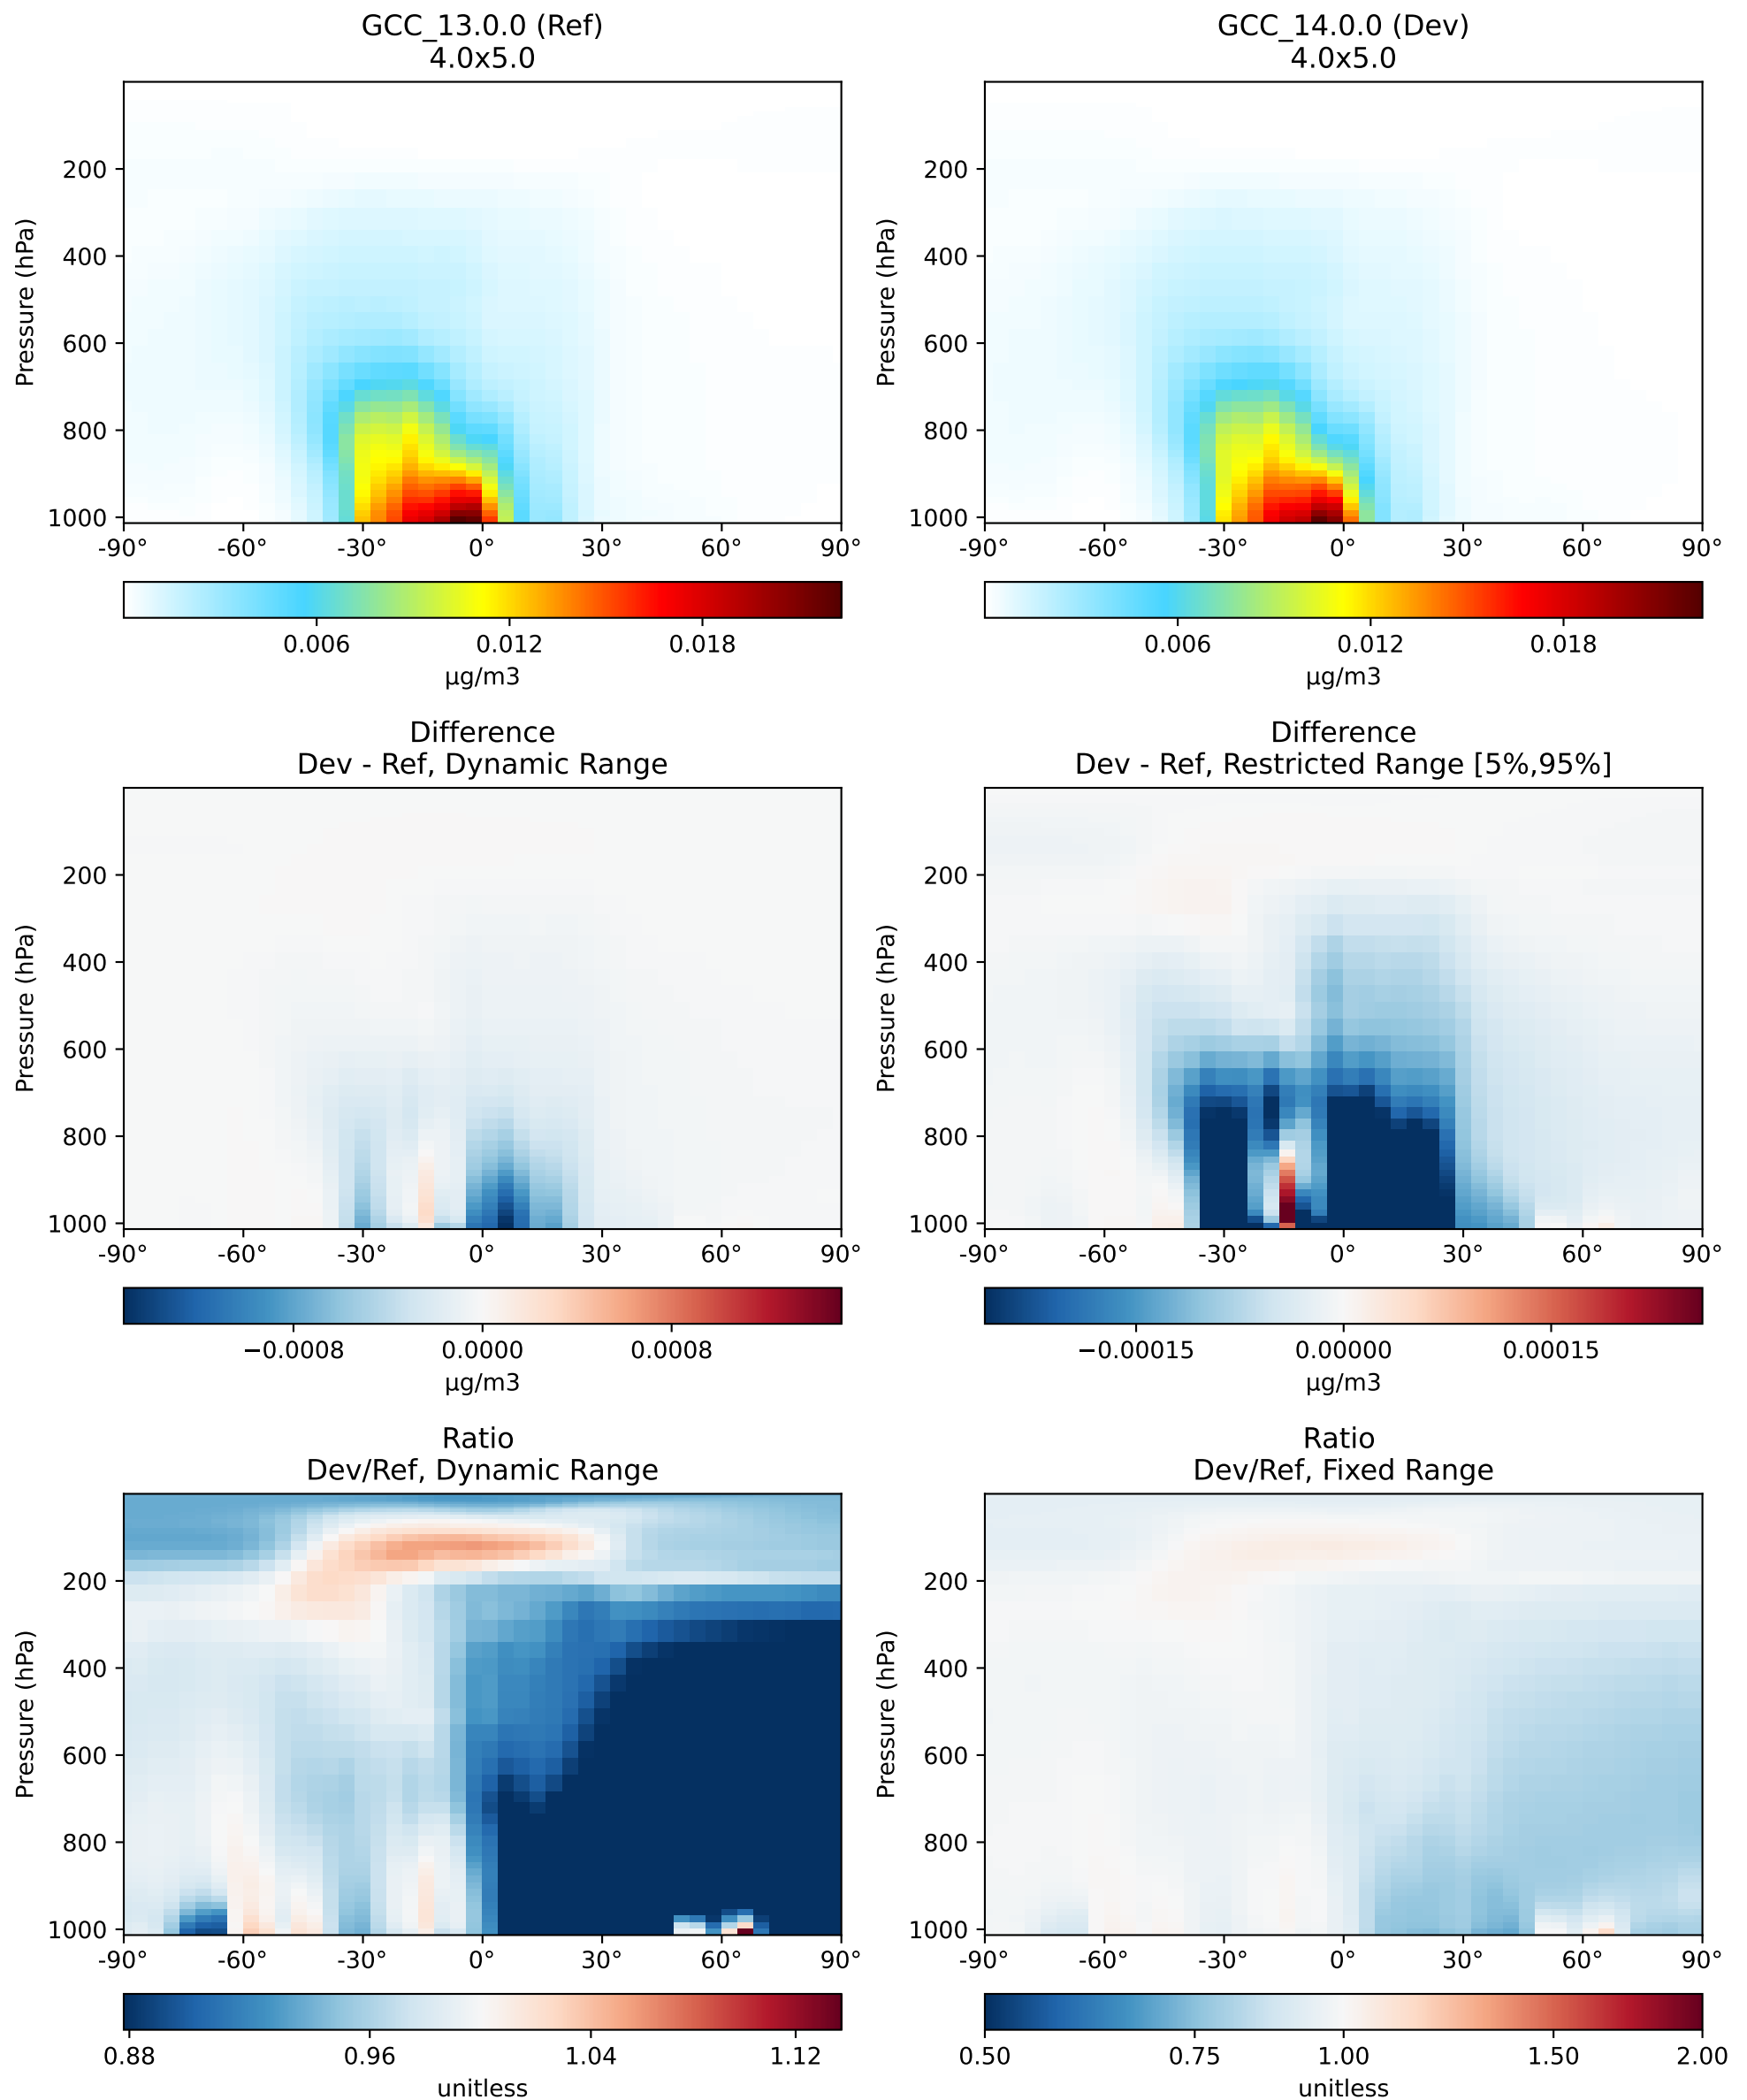 GCC_13.0.0 (Ref)
4.0x5.0
Pressure (hPa)
200
400
600
800
1000
-90° -60° -30° 0° 30° 60° 90°
0.006 0.012 0.018
µg/m3
GCC_14.0.0 (Dev)
4.0x5.0
Pressure (hPa)
200
400
600
800
1000
-90° -60° -30° 0° 30° 60° 90°
0.006 0.012 0.018
µg/m3
Difference
Dev - Ref, Dynamic Range
Pressure (hPa)
200
400
600
800
1000
-90° -60° -30° 0° 30° 60° 90°
−0.0008 0.0000 0.0008
µg/m3
Difference
Dev - Ref, Restricted Range [5%,95%]
Pressure (hPa)
200
400
600
800
1000
-90° -60° -30° 0° 30° 60° 90°
−0.00015 0.00000 0.00015
µg/m3
Ratio
Dev/Ref, Dynamic Range
Pressure (hPa)
200
400
600
800
1000
-90° -60° -30° 0° 30° 60° 90°
0.88 0.96 1.04 1.12
unitless
Ratio
Dev/Ref, Fixed Range
Pressure (hPa)
200
400
600
800
1000
-90° -60° -30° 0° 30° 60° 90°
0.50 0.75 1.00 1.50 2.00
unitless